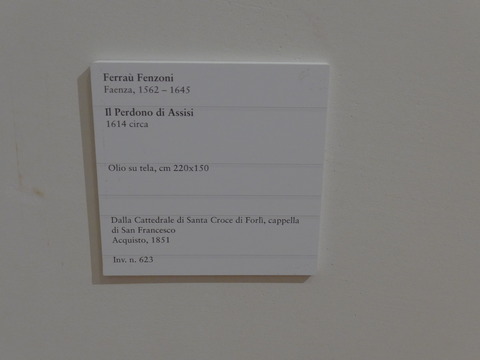 Ferraù Fenzoni
Faenza, 1562 – 1645
Il Perdono di Assisi
1614 circa
Olio su tela, cm 220x150
Dalla Cattedrale di Santa Croce di Forlì, cappella
di San Francesco
Acquisto, 1851
Inv. n. 623